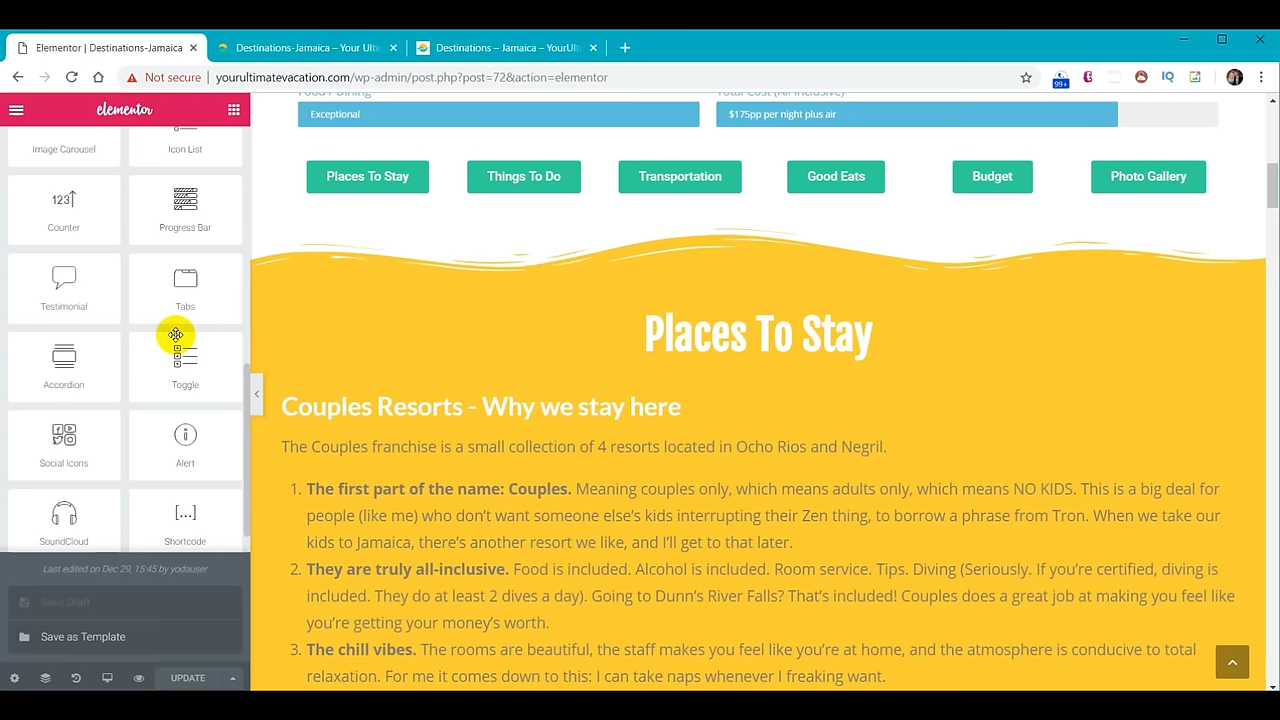 Elementor | Destinations-Jamaica
Destinations-Jamaica – Your Ulti
Destinations – Jamaica – YourUlt
Not secure
yourultimatevacation.com/wp-admin/post.php?post=72&action=elementor
99+
IQ
elementor
Image Carousel
Icon List
Food / Dining
Total Cost (All Inclusive)
Exceptional
$175pp per night plus air
Places To Stay
Things To Do
Transportation
Good Eats
Budget
Photo Gallery
123
Counter
Progress Bar
Testimonial
Tabs
Accordion
Toggle
Social Icons
Alert
SoundCloud
[...]
Shortcode
Last edited on Dec 29, 15:45 by yodauser
Save Draft
Save as Template
UPDATE
Places To Stay
Couples Resorts - Why we stay here
The Couples franchise is a small collection of 4 resorts located in Ocho Rios and Negril.
1. The first part of the name: Couples. Meaning couples only, which means adults only, which means NO KIDS. This is a big deal for
people (like me) who don't want someone else's kids interrupting their Zen thing, to borrow a phrase from Tron. When we take our
kids to Jamaica, there's another resort we like, and I'll get to that later.
2. They are truly all-inclusive. Food is included. Alcohol is included. Room service. Tips. Diving (Seriously. If you're certified, diving is
included. They do at least 2 dives a day). Going to Dunn's River Falls? That's included! Couples does a great job at making you feel like
you're getting your money's worth.
3. The chill vibes. The rooms are beautiful, the staff makes you feel like you're at home, and the atmosphere is conducive to total
relaxation. For me it comes down to this: I can take naps whenever I freaking want.